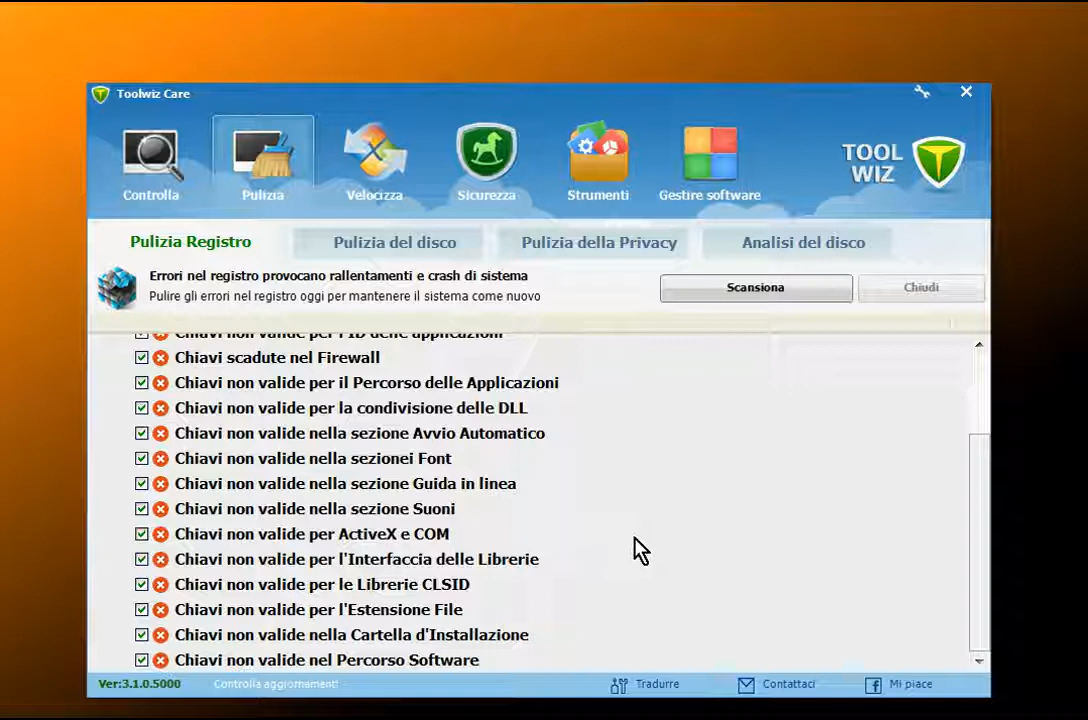 Toolwiz Care
Controlla
Pulizia
Velocizza
Sicurezza
Strumenti
Gestire software
TOOL
WIZ
Pulizia Registro
Pulizia del disco
Pulizia della Privacy
Analisi del disco
Errori nel registro provocano rallentamenti e crash di sistema
Pulire gli errori nel registro oggi per mantenere il sistema come nuovo
Scansiona
Chiudi
Chiavi non valide per l'ID delle applicazioni
Chiavi scadute nel Firewall
Chiavi non valide per il Percorso delle Applicazioni
Chiavi non valide per la condivisione delle DLL
Chiavi non valide nella sezione Avvio Automatico
Chiavi non valide nella sezionei Font
Chiavi non valide nella sezione Guida in linea
Chiavi non valide nella sezione Suoni
Chiavi non valide per ActiveX e COM
Chiavi non valide per l'Interfaccia delle Librerie
Chiavi non valide per le Librerie CLSID
Chiavi non valide per l'Estensione File
Chiavi non valide nella Cartella d'Installazione
Chiavi non valide nel Percorso Software
Ver:3.1.0.5000
Controlla aggiornamenti
Tradurre
Contattaci
Mi piace